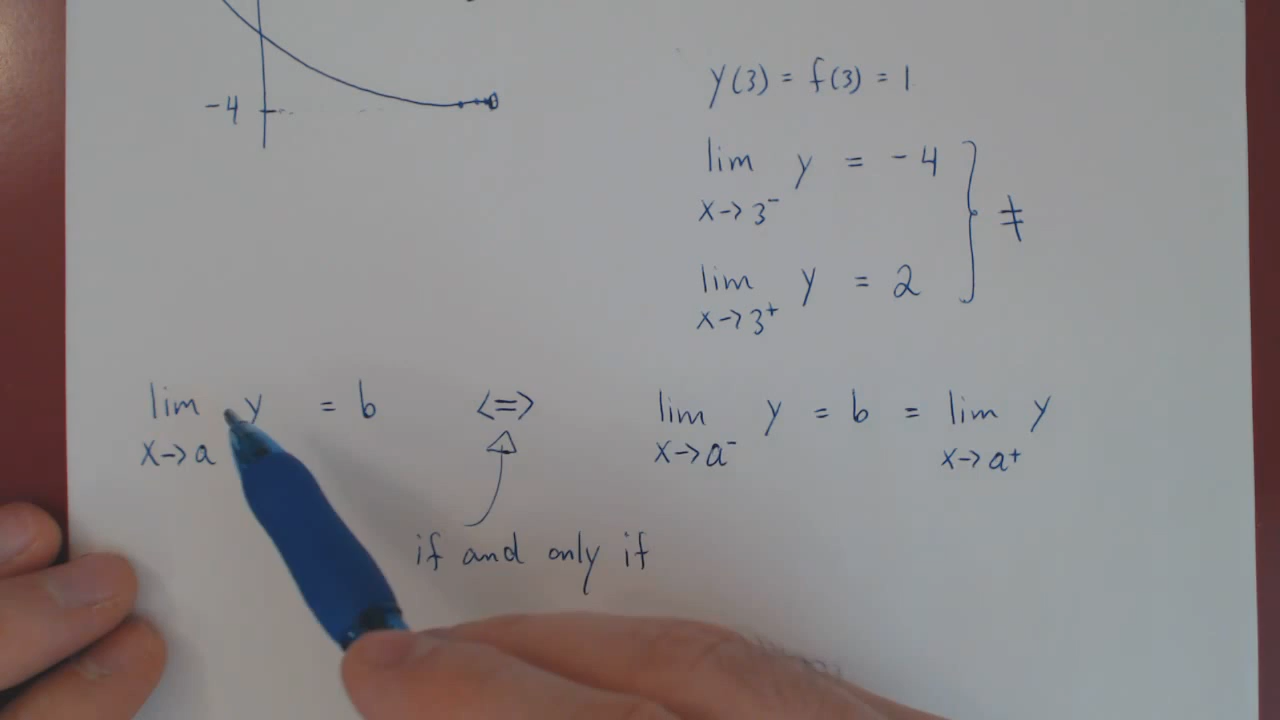 -4
y(3) = f(3) = 1
lim y = -4
x->3⁻
≠
lim y = 2
x->3⁺
lim y = b <=> lim y = b = lim y
x->a x->a⁻ x->a⁺
if and only if